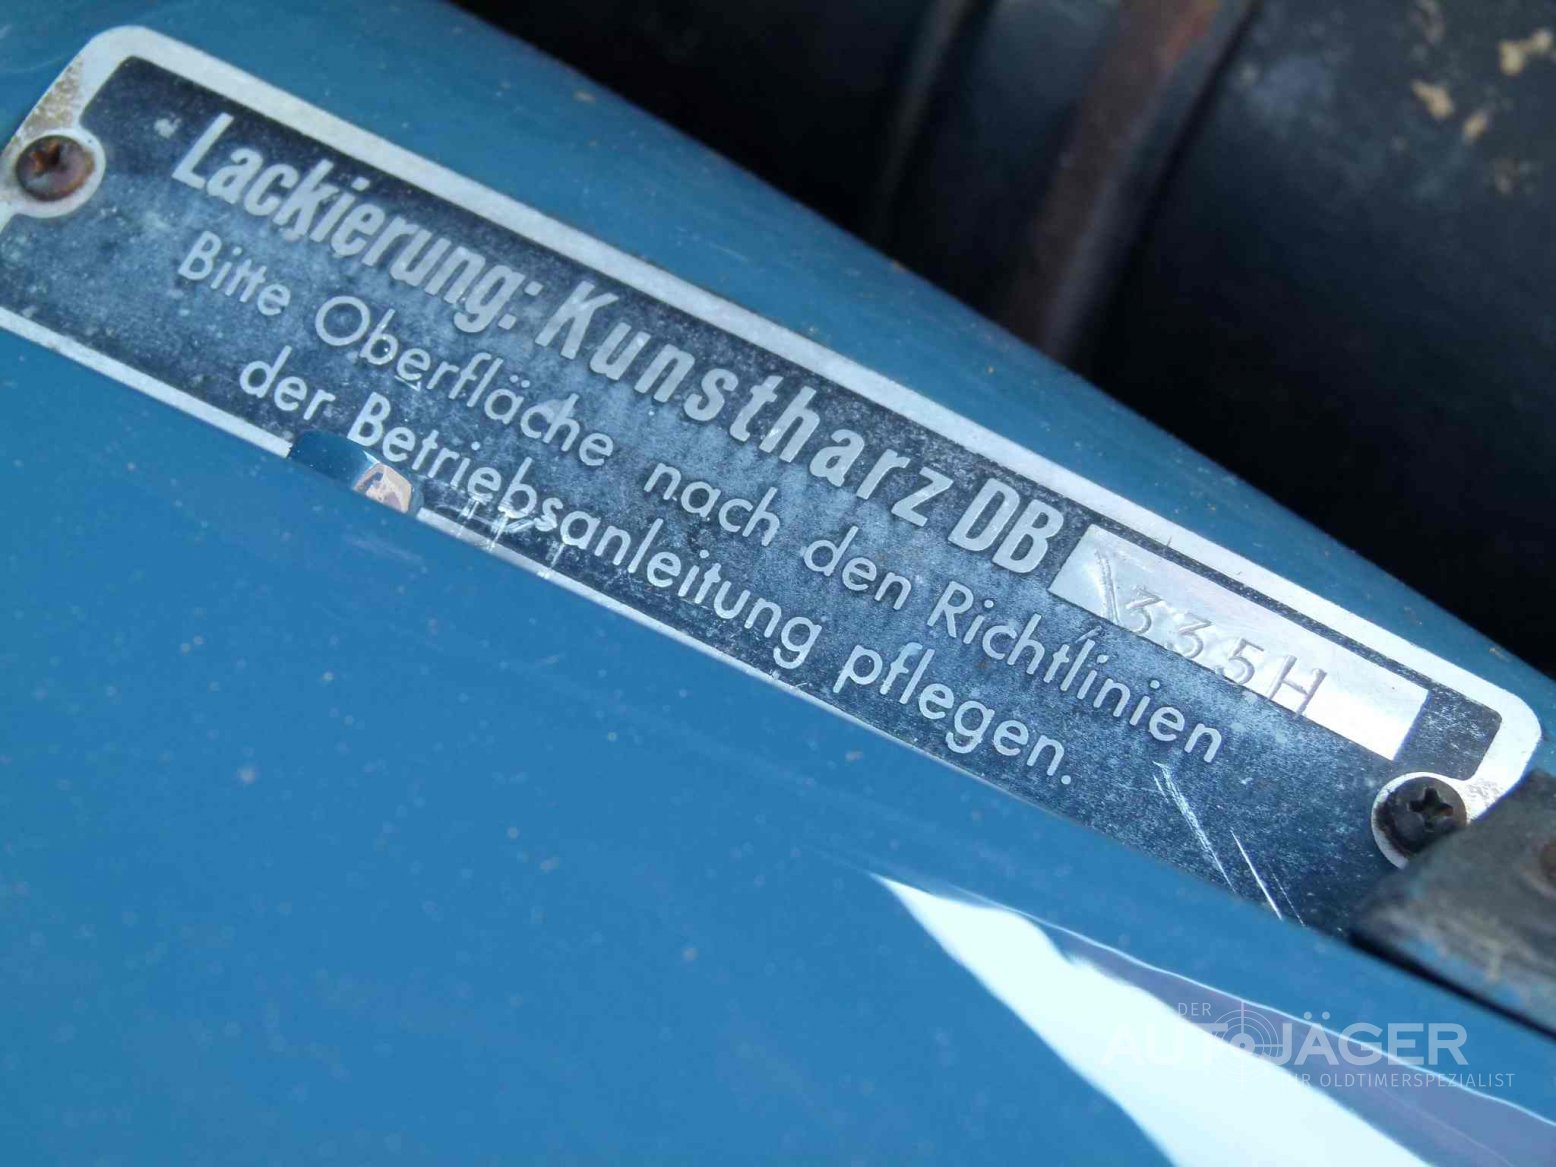 Lackierung: Kunstharz DB 335H
Bitte Oberfläche nach den Richtlinien
der Betriebsanleitung pflegen.
DER
AUTOJÄGER
IHR OLDTIMERSPEZIALIST